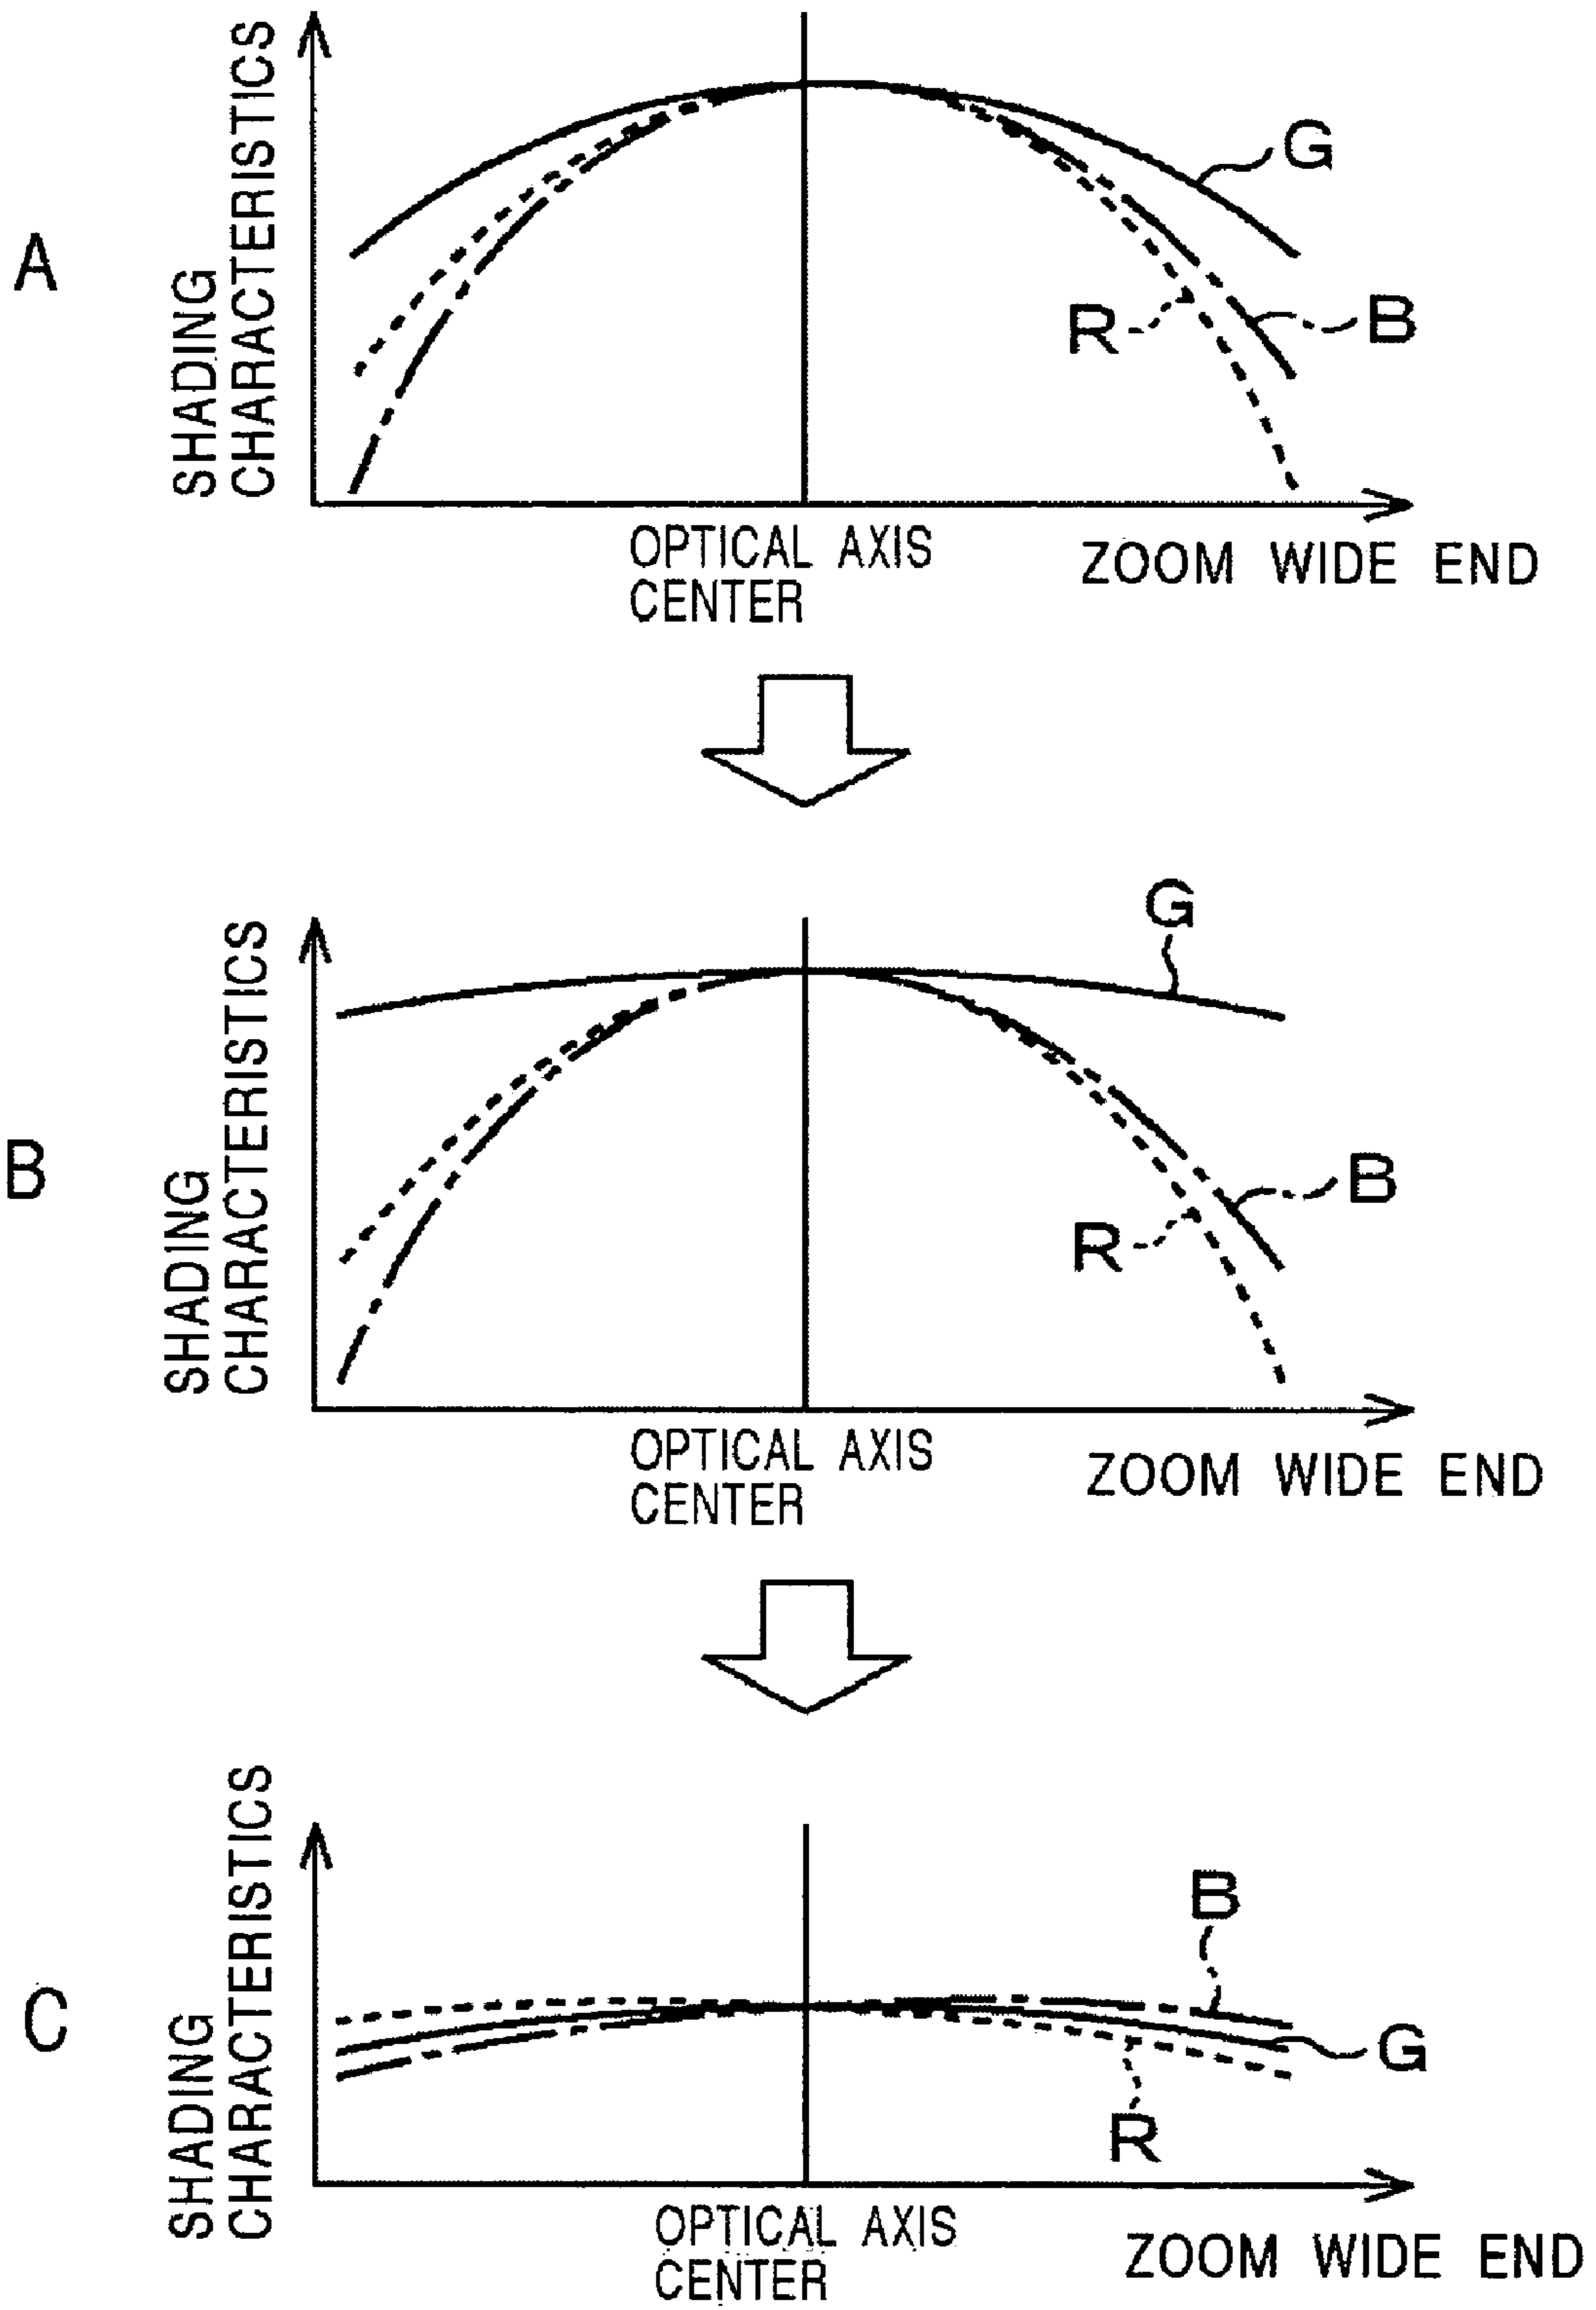 A
SHADING
CHARACTERISTICS
G
R
B
OPTICAL AXIS
CENTER
ZOOM WIDE END
B
SHADING
CHARACTERISTICS
G
B
R
OPTICAL AXIS
CENTER
ZOOM WIDE END
C
SHADING
CHARACTERISTICS
B
G
R
OPTICAL AXIS
CENTER
ZOOM WIDE END